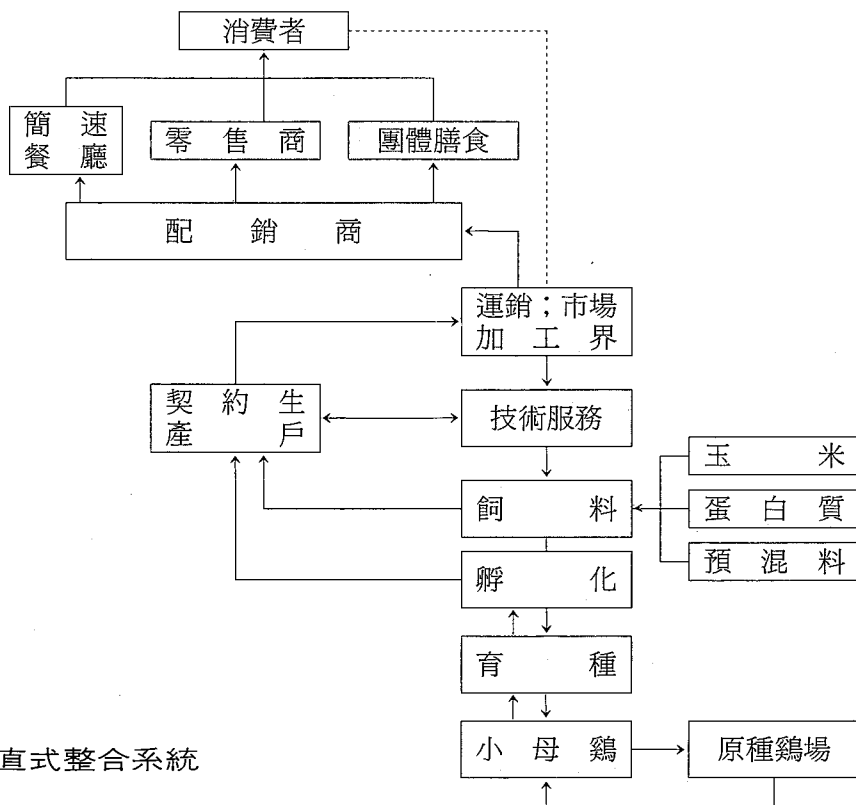 消費者
簡速
餐廳
零售商
團體膳食
配銷商
運銷；市場
加工界
契約生
產戶
技術服務
玉米
飼料
蛋白質
預混料
孵化
育種
小母鷄
原種鷄場
直式整合系統